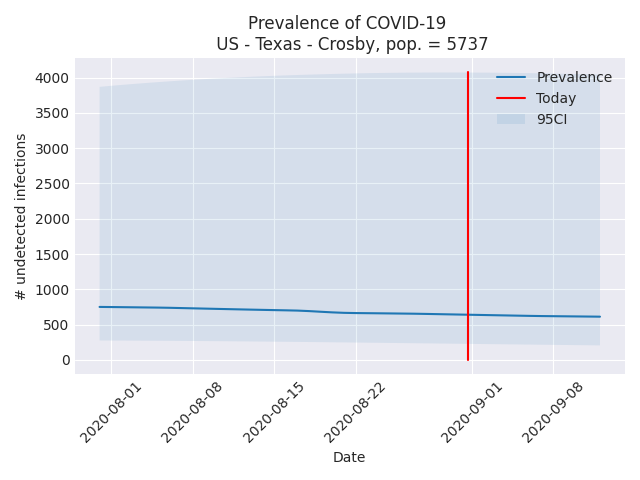 Prevalence of COVID-19
US - Texas - Crosby, pop. = 5737
# undetected infections
4000
3500
3000
2500
2000
1500
1000
500
0
Prevalence
Today
95CI
2020-08-01
2020-08-08
2020-08-15
2020-08-22
2020-09-01
2020-09-08
Date